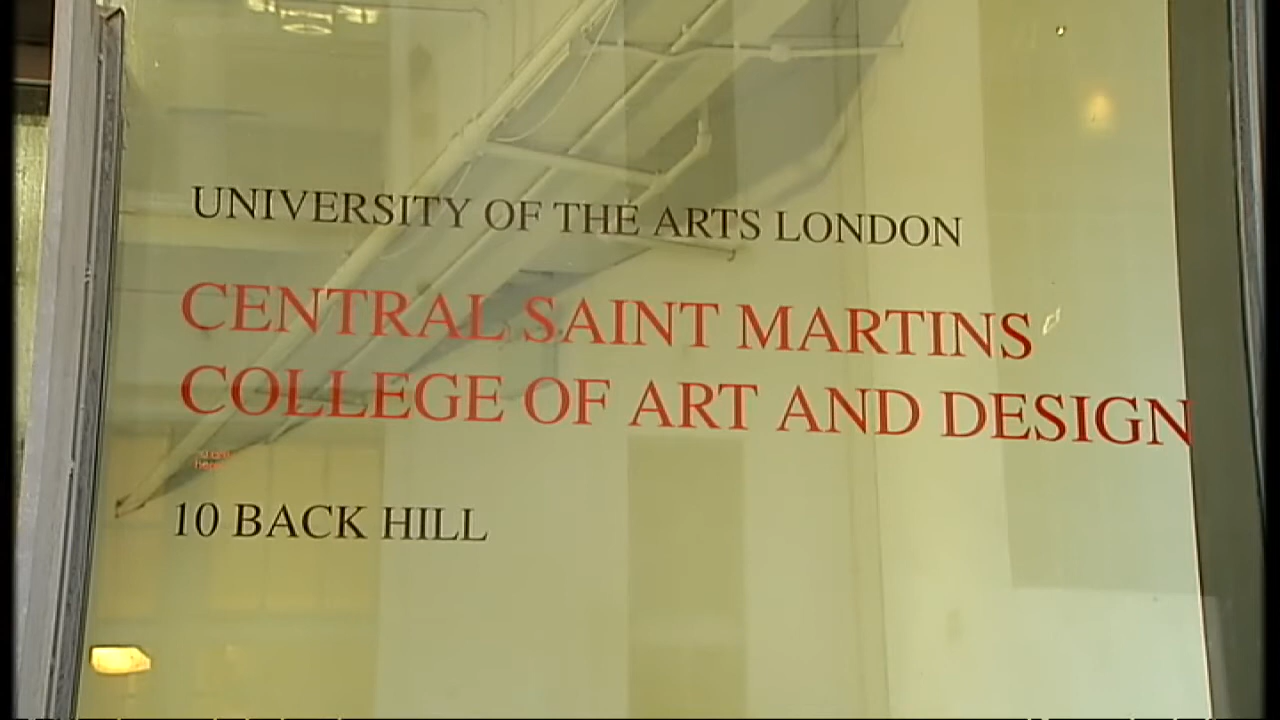 UNIVERSITY OF THE ARTS LONDON
CENTRAL SAINT MARTINS
COLLEGE OF ART AND DESIGN
10 BACK HILL